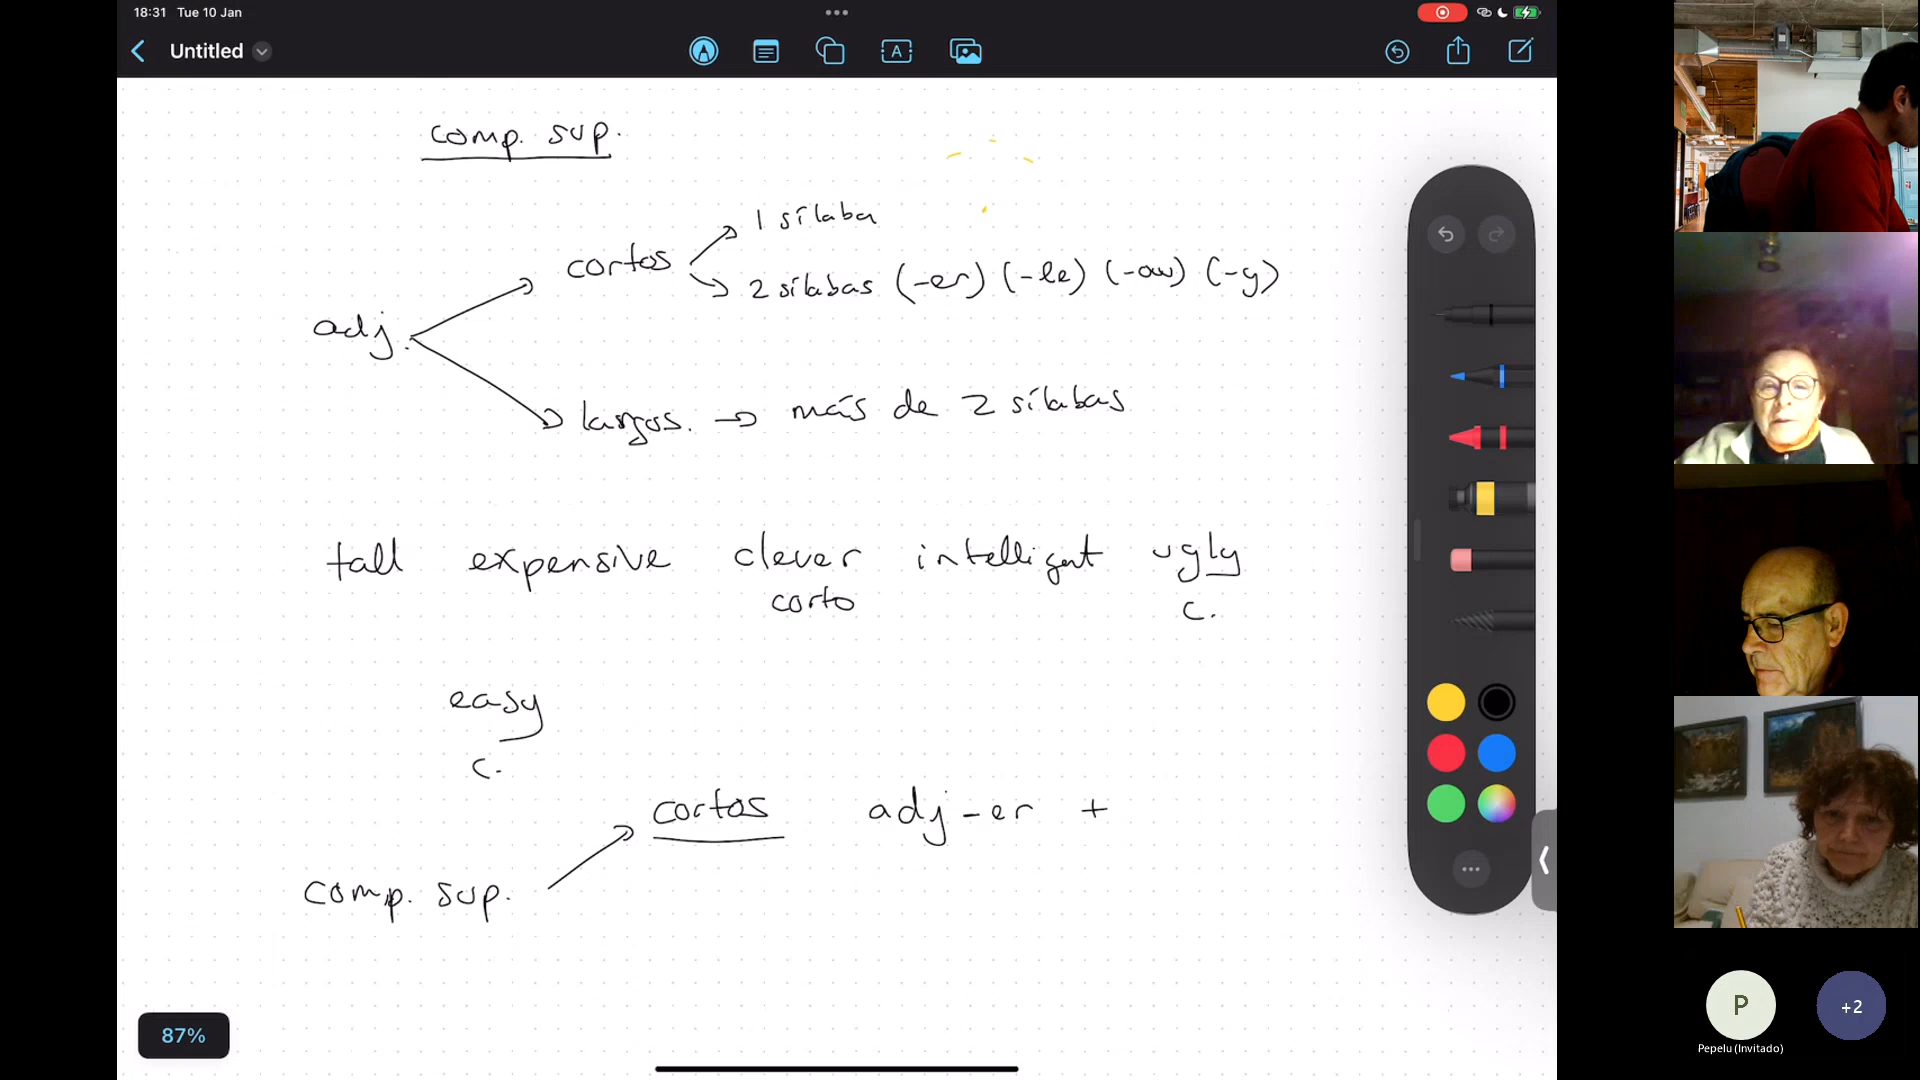 18:31 Tue 10 Jan
Untitled
A
comp. sup.
1 sílaba
cortos
2 sílabas (-er) (-le) (-ow) (-y)
adj.
largos. → más de 2 sílabas
tall expensive clever intelligent ugly
corto c.
easy
c.
cortos adj-er +
comp. sup.
87%
P
+2
Pepelu (Invitado)